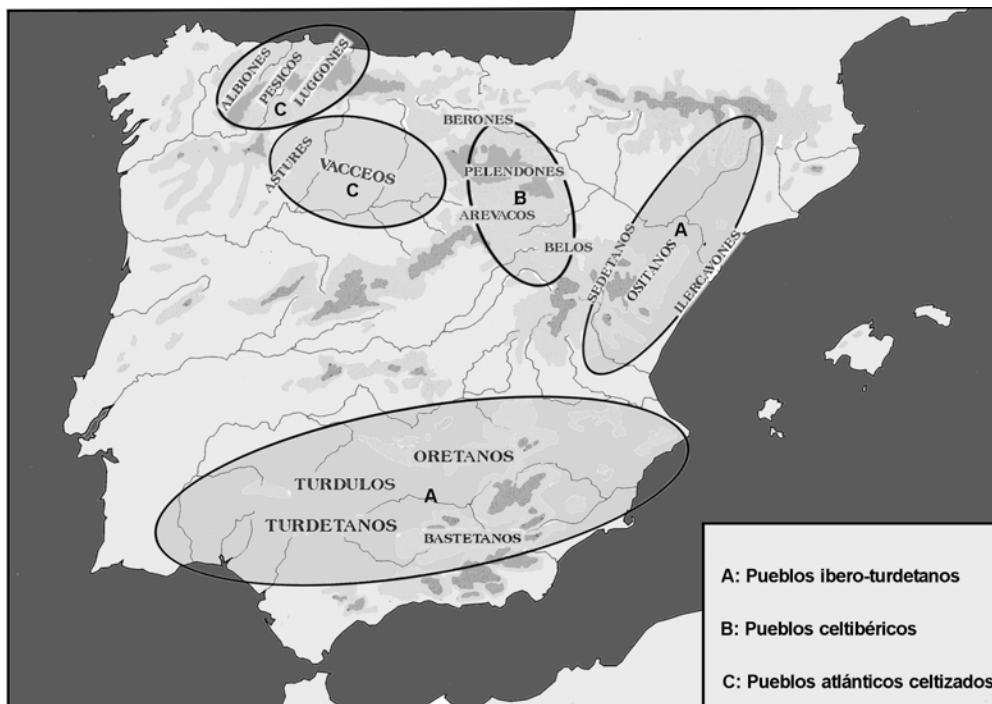 ALBIONES
PESICOS
LUGGONES
C
ASTURES
VACCEOS
C
BERONES
PELENDONES
B
AREVACOS
BELOS
A
SEDETANOS
OSITANOS
ILERCAVONES
ORETANOS
TURDULOS
A
TURDETANOS
BASTETANOS
A: Pueblos ibero-turdetanos
B: Pueblos celtibéricos
C: Pueblos atlánticos celtizados